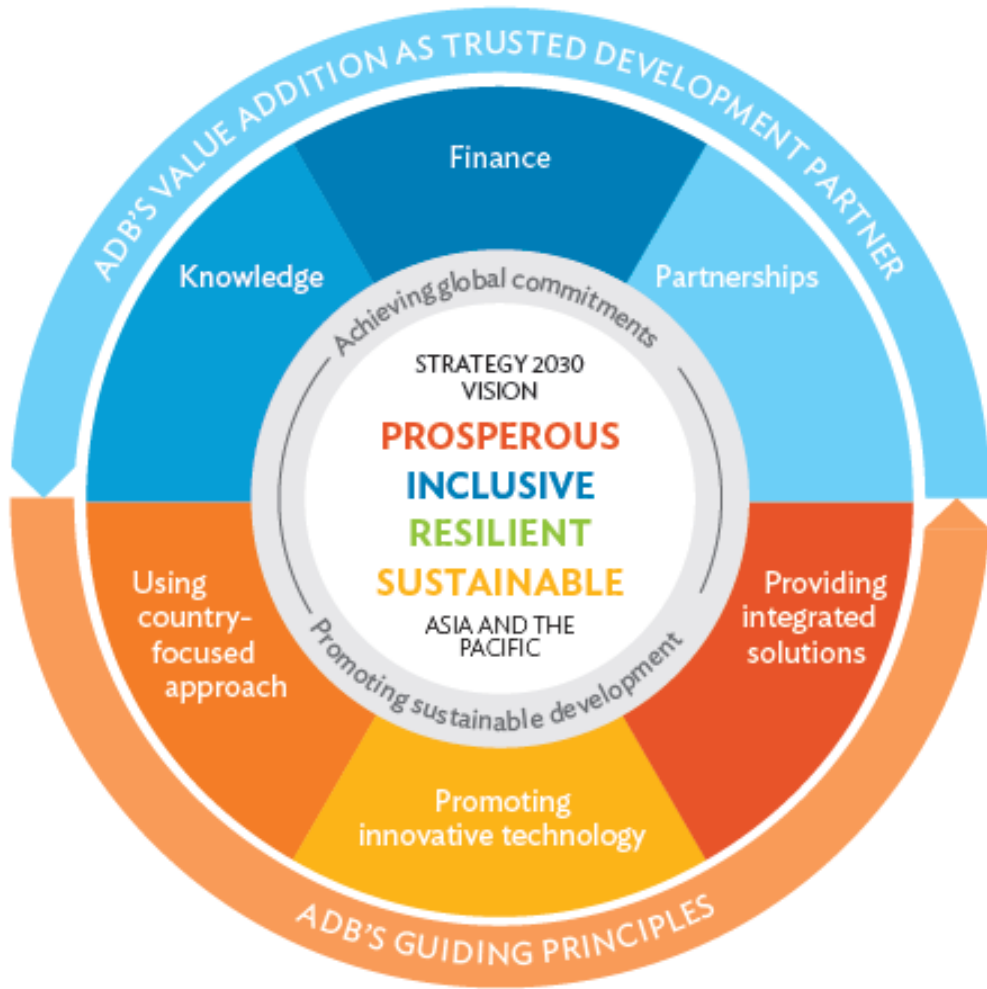 ADB'S VALUE ADDITION AS TRUSTED DEVELOPMENT PARTNER
Finance
Knowledge
Partnerships
Achieving global commitments
STRATEGY 2030
VISION
PROSPEROUS
INCLUSIVE
RESILIENT
SUSTAINABLE
ASIA AND THE
PACIFIC
Promoting sustainable development
Using
country-
focused
approach
Providing
integrated
solutions
Promoting
innovative technology
ADB'S GUIDING PRINCIPLES